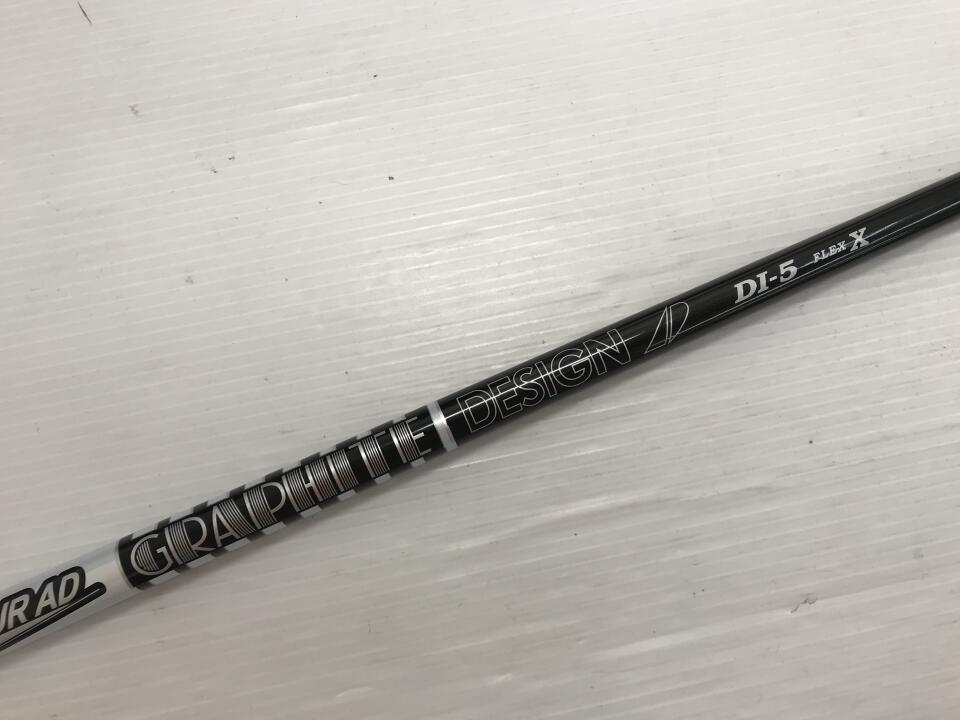 UR AD
GRAPHITE
DESIGN
DI-5 FLEX X